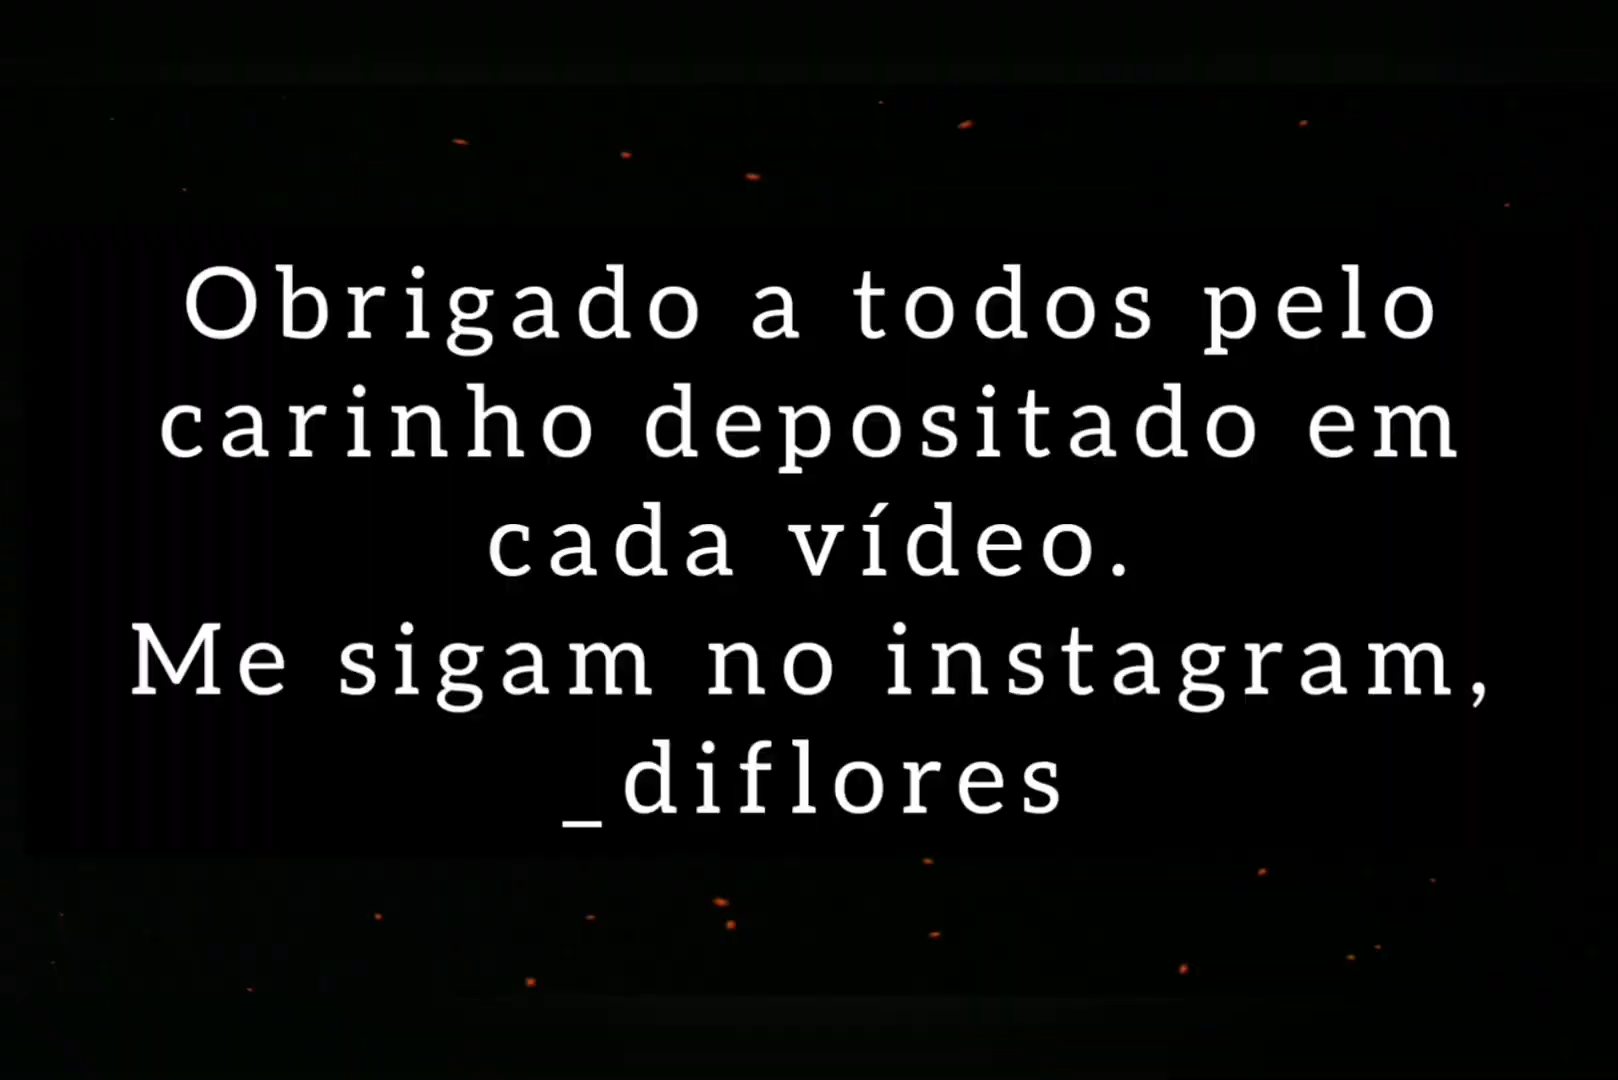 Obrigado a todos pelo
carinho depositado em
cada vídeo.
Me sigam no instagram,
_diflores